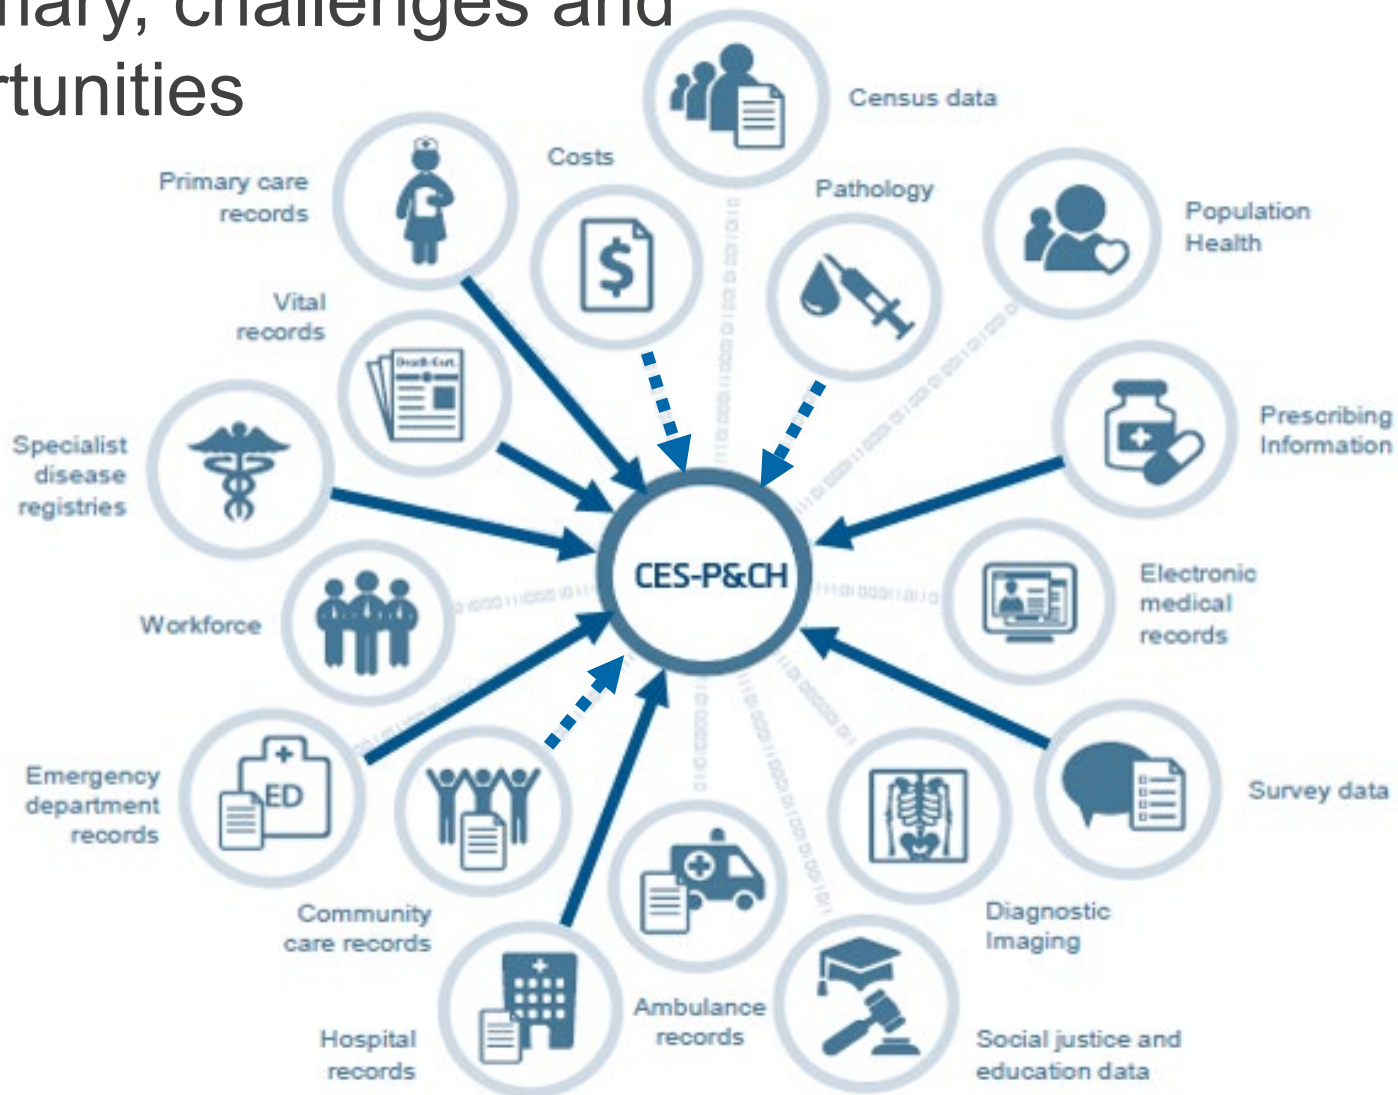 mary, challenges and
rtunities
Census data
Costs
Primary care
records
Pathology
Population
Health
Vital
records
Death Cert.
Prescribing
Information
Specialist
disease
registries
CES-P&CH
Electronic
medical
records
Workforce
Emergency
department
records
ED
Survey data
Community
care records
Diagnostic
Imaging
Hospital
records
Ambulance
records
Social justice and
education data